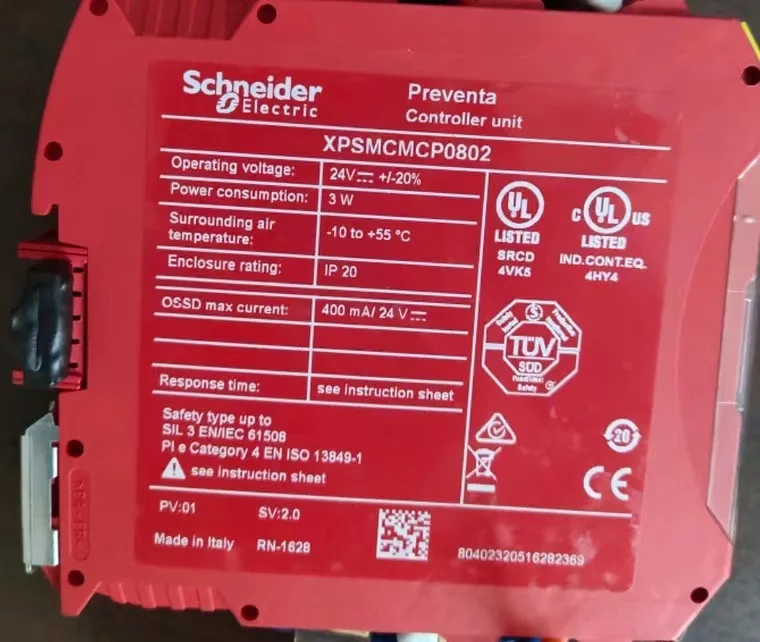 Schneider
Electric
Preventa
Controller unit
XPSMCMCP0802
Operating voltage: 24V⎓ +/-20%
Power consumption: 3 W
Surrounding air
temperature: -10 to +55 °C
Enclosure rating: IP 20
OSSD max current: 400 mA/ 24 V⎓
Response time: see instruction sheet
Safety type up to
SIL 3 EN/IEC 61508
Pl e Category 4 EN ISO 13849-1
see instruction sheet
UL
LISTED
SRCD
4VK5
C UL US
LISTED
IND.CONT.EQ.
4HY4
TÜV
SÜD
Functional
Safety
20
CE
PV:01
SV:2.0
Made in Italy
RN-1628
80402320516282369